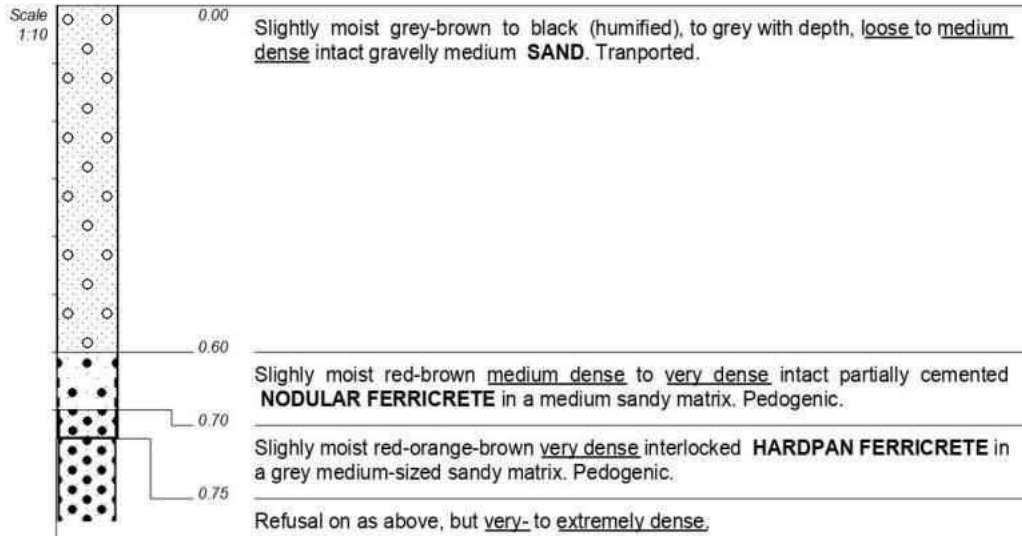 Scale
1:10
0.00
Slightly moist grey-brown to black (humified), to grey with depth, loose to medium
dense intact gravelly medium SAND. Tranported.
0.60
Slighly moist red-brown medium dense to very dense intact partially cemented
NODULAR FERRICRETE in a medium sandy matrix. Pedogenic.
0.70
Slighly moist red-orange-brown very dense interlocked HARDPAN FERRICRETE in
a grey medium-sized sandy matrix. Pedogenic.
0.75
Refusal on as above, but very- to extremely dense.